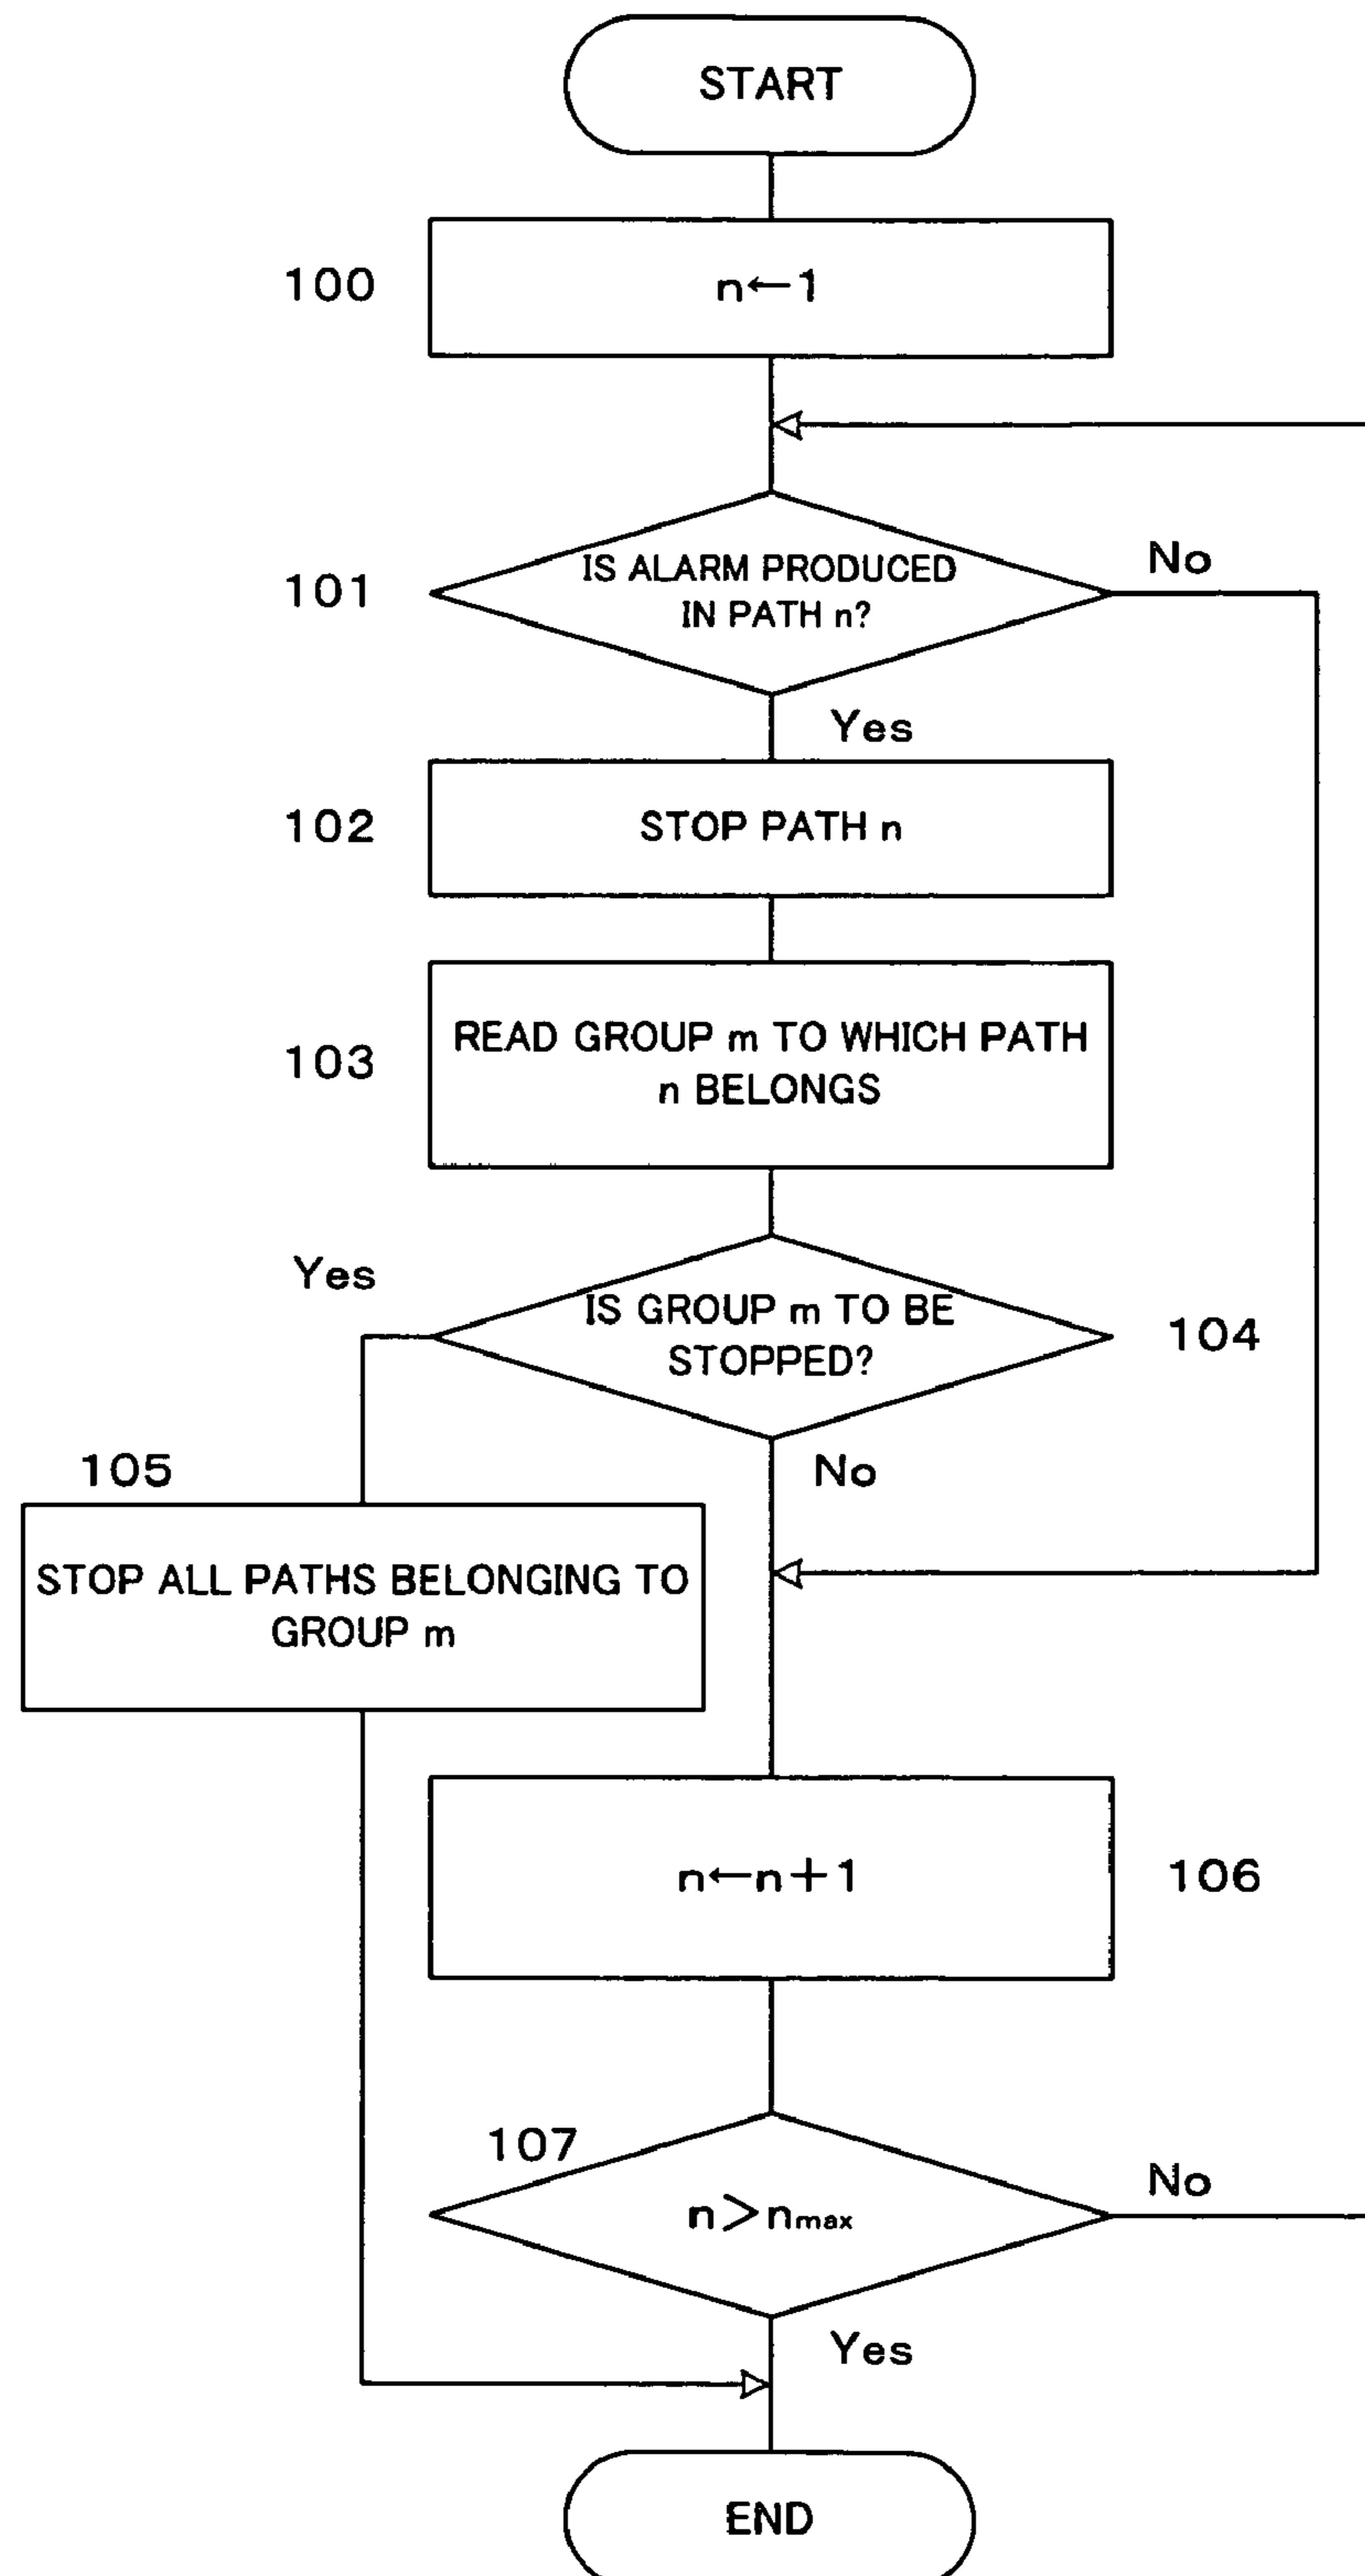 START
100
n←1
101
IS ALARM PRODUCED
IN PATH n?
No
Yes
102
STOP PATH n
103
READ GROUP m TO WHICH PATH
n BELONGS
Yes
IS GROUP m TO BE
STOPPED?
104
No
105
STOP ALL PATHS BELONGING TO
GROUP m
n←n+1
106
107
n>nmax
No
Yes
END